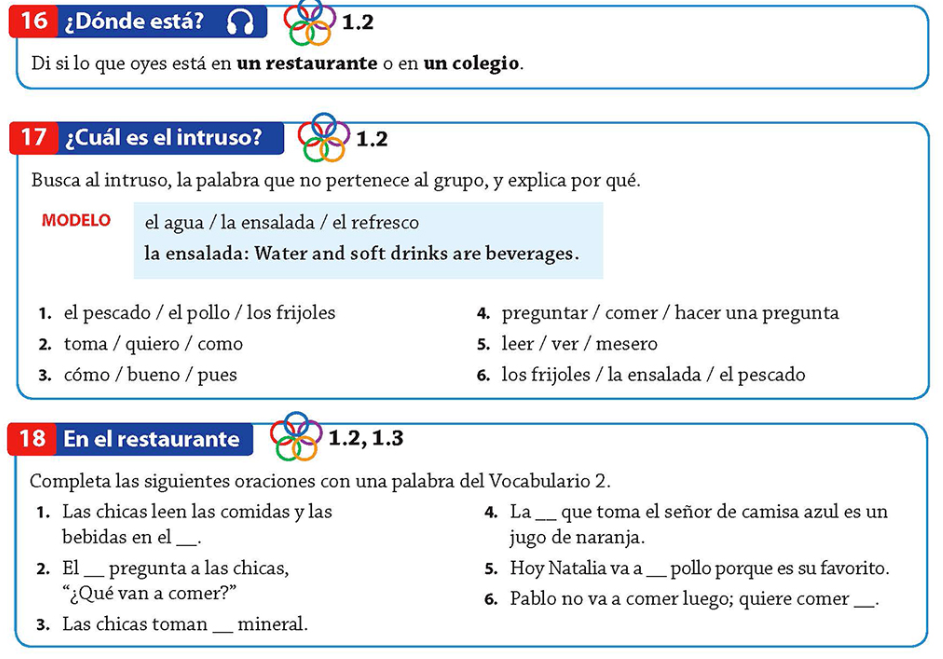 16 ¿Dónde está? 1.2
Di si lo que oyes está en un restaurante o en un colegio.
17 ¿Cuál es el intruso? 1.2
Busca al intruso, la palabra que no pertenece al grupo, y explica por qué.
MODELO el agua / la ensalada / el refresco
la ensalada: Water and soft drinks are beverages.
1. el pescado / el pollo / los frijoles
2. toma / quiero / como
3. cómo / bueno / pues
4. preguntar / comer / hacer una pregunta
5. leer / ver / mesero
6. los frijoles / la ensalada / el pescado
18 En el restaurante 1.2, 1.3
Completa las siguientes oraciones con una palabra del Vocabulario 2.
1. Las chicas leen las comidas y las
bebidas en el __.
2. El __ pregunta a las chicas,
“¿Qué van a comer?”
3. Las chicas toman __ mineral.
4. La __ que toma el señor de camisa azul es un
jugo de naranja.
5. Hoy Natalia va a __ pollo porque es su favorito.
6. Pablo no va a comer luego; quiere comer __.